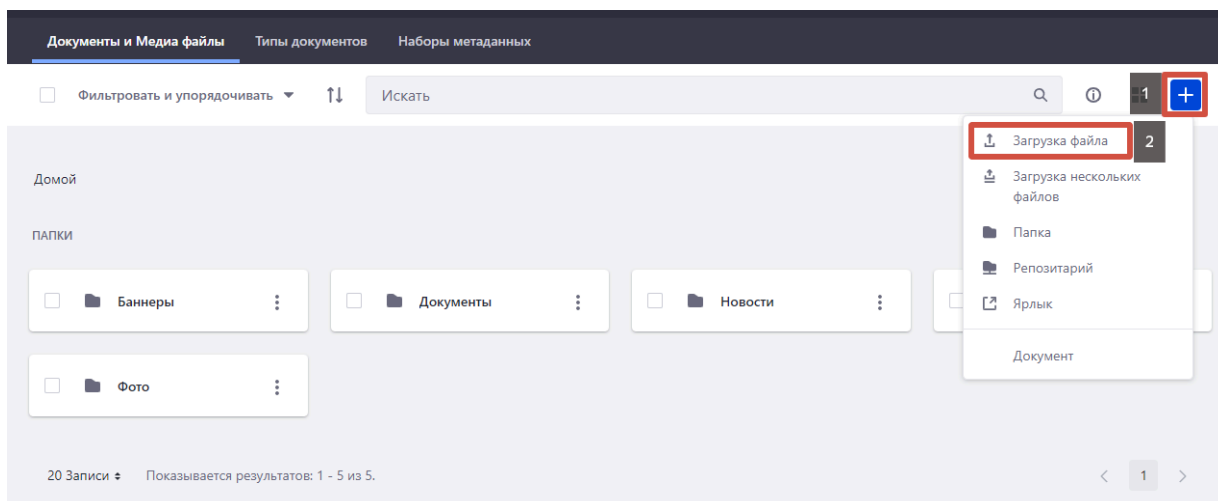 Документы и Медиа файлы Типы документов Наборы метаданных
Фильтровать и упорядочивать Искать 1
Загрузка файла 2
Загрузка нескольких
файлов
Домой
ПАПКИ
Папка
Репозитарий
Баннеры Документы Новости
Ярлык
Документ
Фото
20 Записи Показывается результатов: 1 - 5 из 5. 1